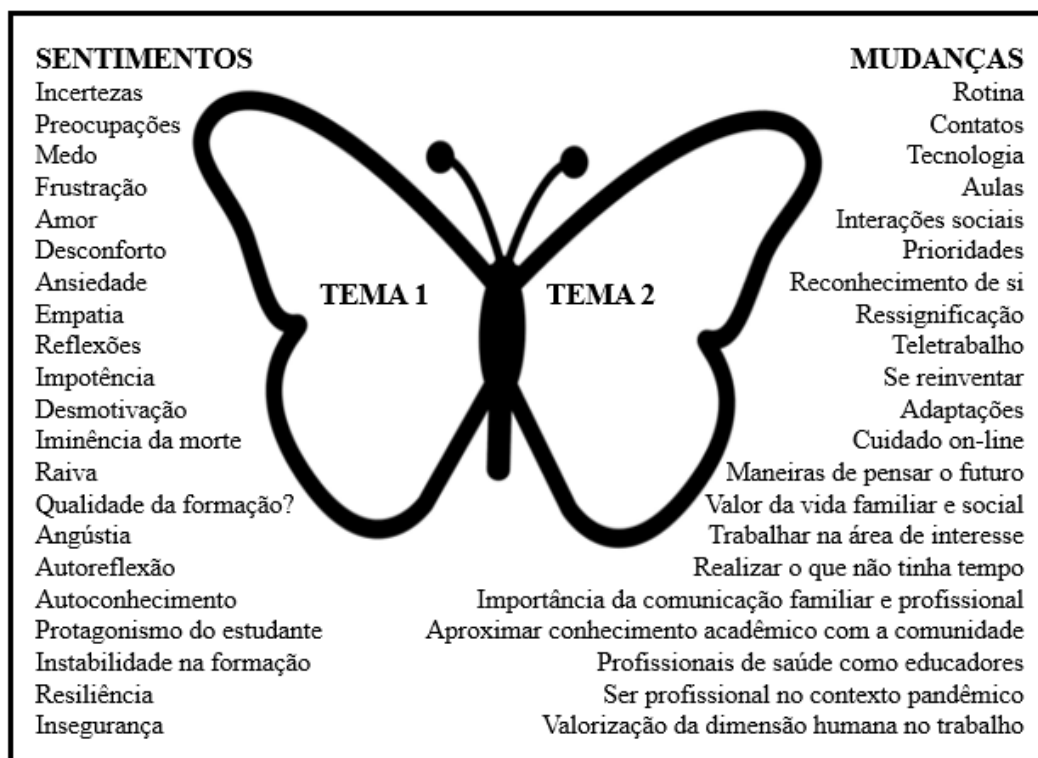 SENTIMENTOS
Incertezas
Preocupações
Medo
Frustração
Amor
Desconforto
Ansiedade
Empatia
Reflexões
Impotência
Desmotivação
Iminência da morte
Raiva
Qualidade da formação?
Angústia
Autoreflexão
Autoconhecimento
Protagonismo do estudante
Instabilidade na formação
Resiliência
Insegurança
TEMA 1
TEMA 2
MUDANÇAS
Rotina
Contatos
Tecnologia
Aulas
Interações sociais
Prioridades
Reconhecimento de si
Ressignificação
Teletrabalho
Se reinventar
Adaptações
Cuidado on-line
Maneiras de pensar o futuro
Valor da vida familiar e social
Trabalhar na área de interesse
Realizar o que não tinha tempo
Importância da comunicação familiar e profissional
Aproximar conhecimento acadêmico com a comunidade
Profissionais de saúde como educadores
Ser profissional no contexto pandêmico
Valorização da dimensão humana no trabalho